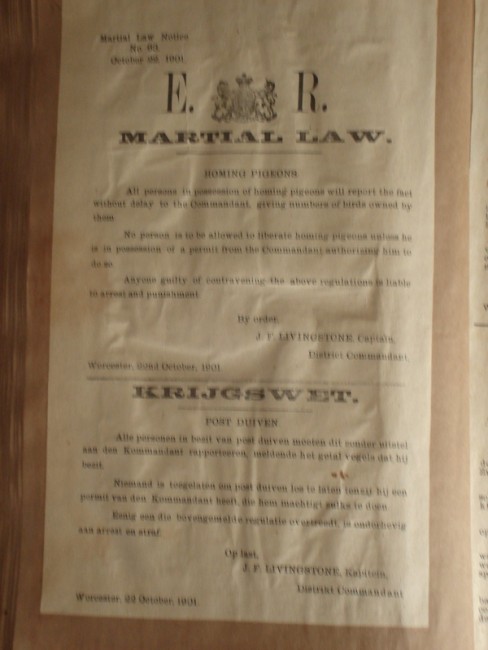 Martial Law Notice
No. 93.
October 22, 1901.
E. R.
MARTIAL LAW.
HOMING PIGEONS.
All persons in possession of homing pigeons will report the fact
without delay to the Commandant, giving numbers of birds owned by
them.
No person is to be allowed to liberate homing pigeons unless he
is in possession of a permit from the Commandant authorising him to
do so.
Anyone guilty of contravening the above regulations is liable
to arrest and punishment.
By order,
J. F. LIVINGSTONE, Captain,
District Commandant.
Worcester, 22nd October, 1901.
KRIJGSWET.
POST DUIVEN
Alle personen in bezit van post duiven moeten dit zonder uitstel
aan den Kommandant rapporteeren, meldende het getal vogels dat hij
bezit.
Niemand is toegelaten om post duiven los te laten tenzij hij een
permit van den Kommandant heeft, die hem machtigt zulks te doen.
Eenig een die bovengemelde regulatie overtreedt, is onderhevig
aan arrest en straf.
Op last,
J. F. LIVINGSTONE, Kapitein,
District Commandant
Worcester, 22 October, 1901.